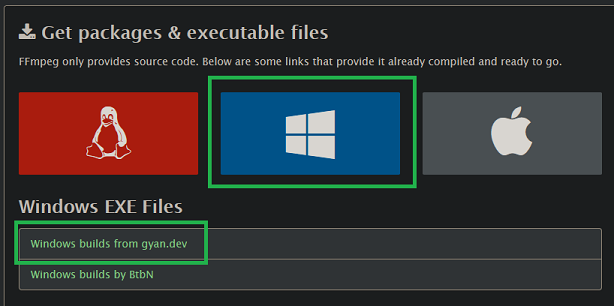 Get packages & executable files
FFmpeg only provides source code. Below are some links that provide it already compiled and ready to go.
Windows EXE Files
Windows builds from gyan.dev
Windows builds by BtbN